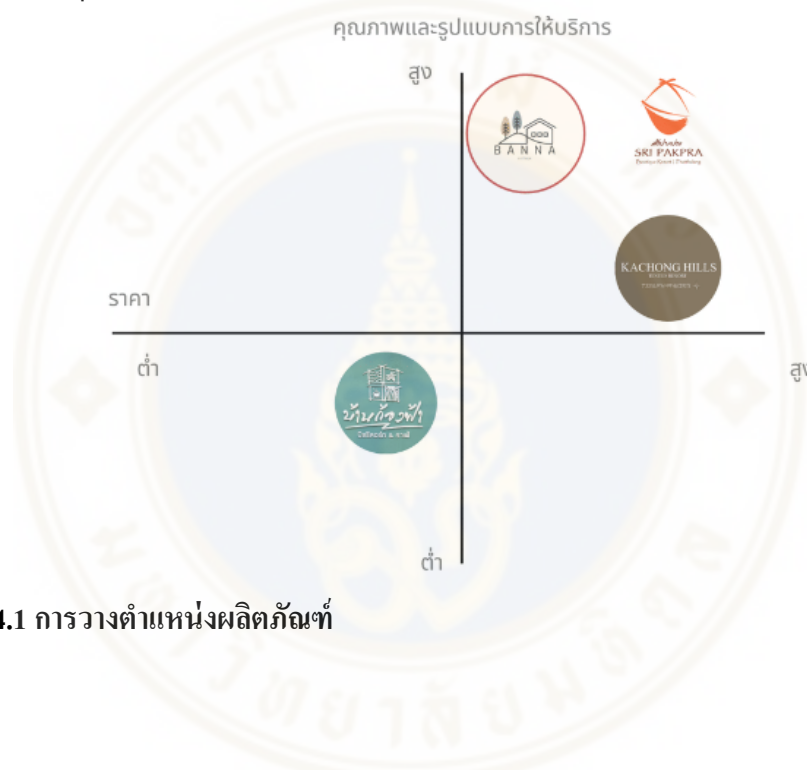 คุณภาพและรูปแบบการให้บริการ
สูง
BANNA
SRI PAKPRA
KACHONG HILLS
ราคา
ต่ำ
สูง
บ้านท้องฟ้า
ต่ำ
4.1 การวางตำแหน่งผลิตภัณฑ์